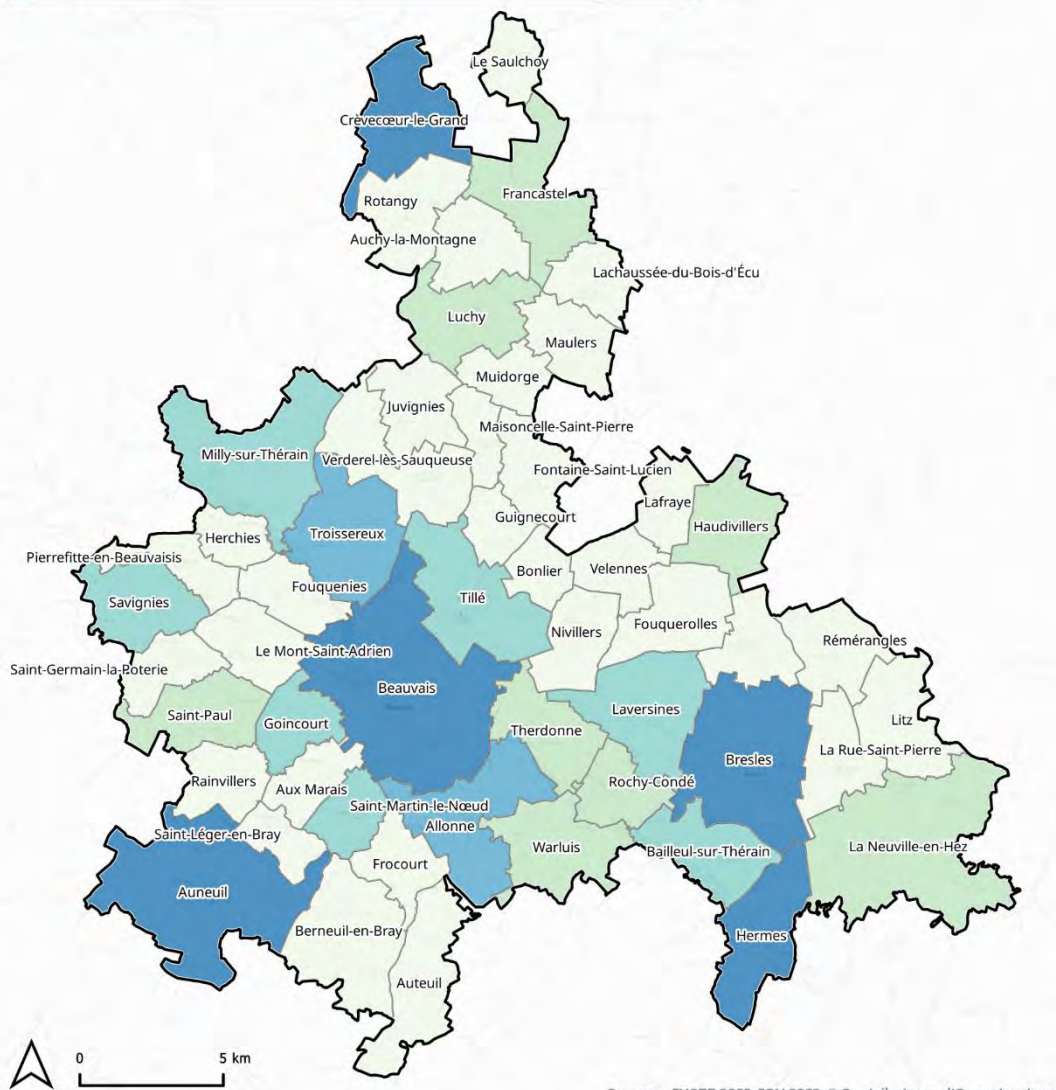 Le Saulchoy
Crèvecœur-le-Grand
Francastel
Rotangy
Auchy-la-Montagne
Lachaussée-du-Bois-d'Écu
Luchy
Maulers
Muidorge
Juvignies
Maisoncelle-Saint-Pierre
Milly-sur-Thérain
Verderel-lès-Sauqueuse
Fontaine-Saint-Lucien
Lafraye
Guignecourt
Haudivillers
Troissereux
Herchies
Pierrefitte-en-Beauvaisis
Bonlier
Velennes
Fouquenies
Tillé
Savignies
Nivillers
Fouquerolles
Rémérangles
Le Mont-Saint-Adrien
Saint-Germain-la-Poterie
Beauvais
Laversines
Saint-Paul
Goincourt
Litz
Therdonne
La Rue-Saint-Pierre
Bresles
Rainvillers
Rochy-Condé
Aux Marais
Saint-Martin-le-Nœud
Allonne
Saint-Léger-en-Bray
Warluis
La Neuville-en-Hez
Bailleul-sur-Thérain
Frocourt
Auneuil
Berneuil-en-Bray
Hermes
Auteuil
0 5 km